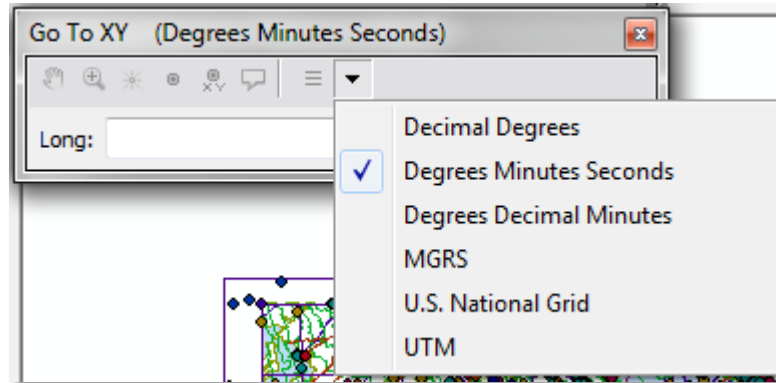 Go To XY (Degrees Minutes Seconds)
XY
Long:
Decimal Degrees
Degrees Minutes Seconds
Degrees Decimal Minutes
MGRS
U.S. National Grid
UTM